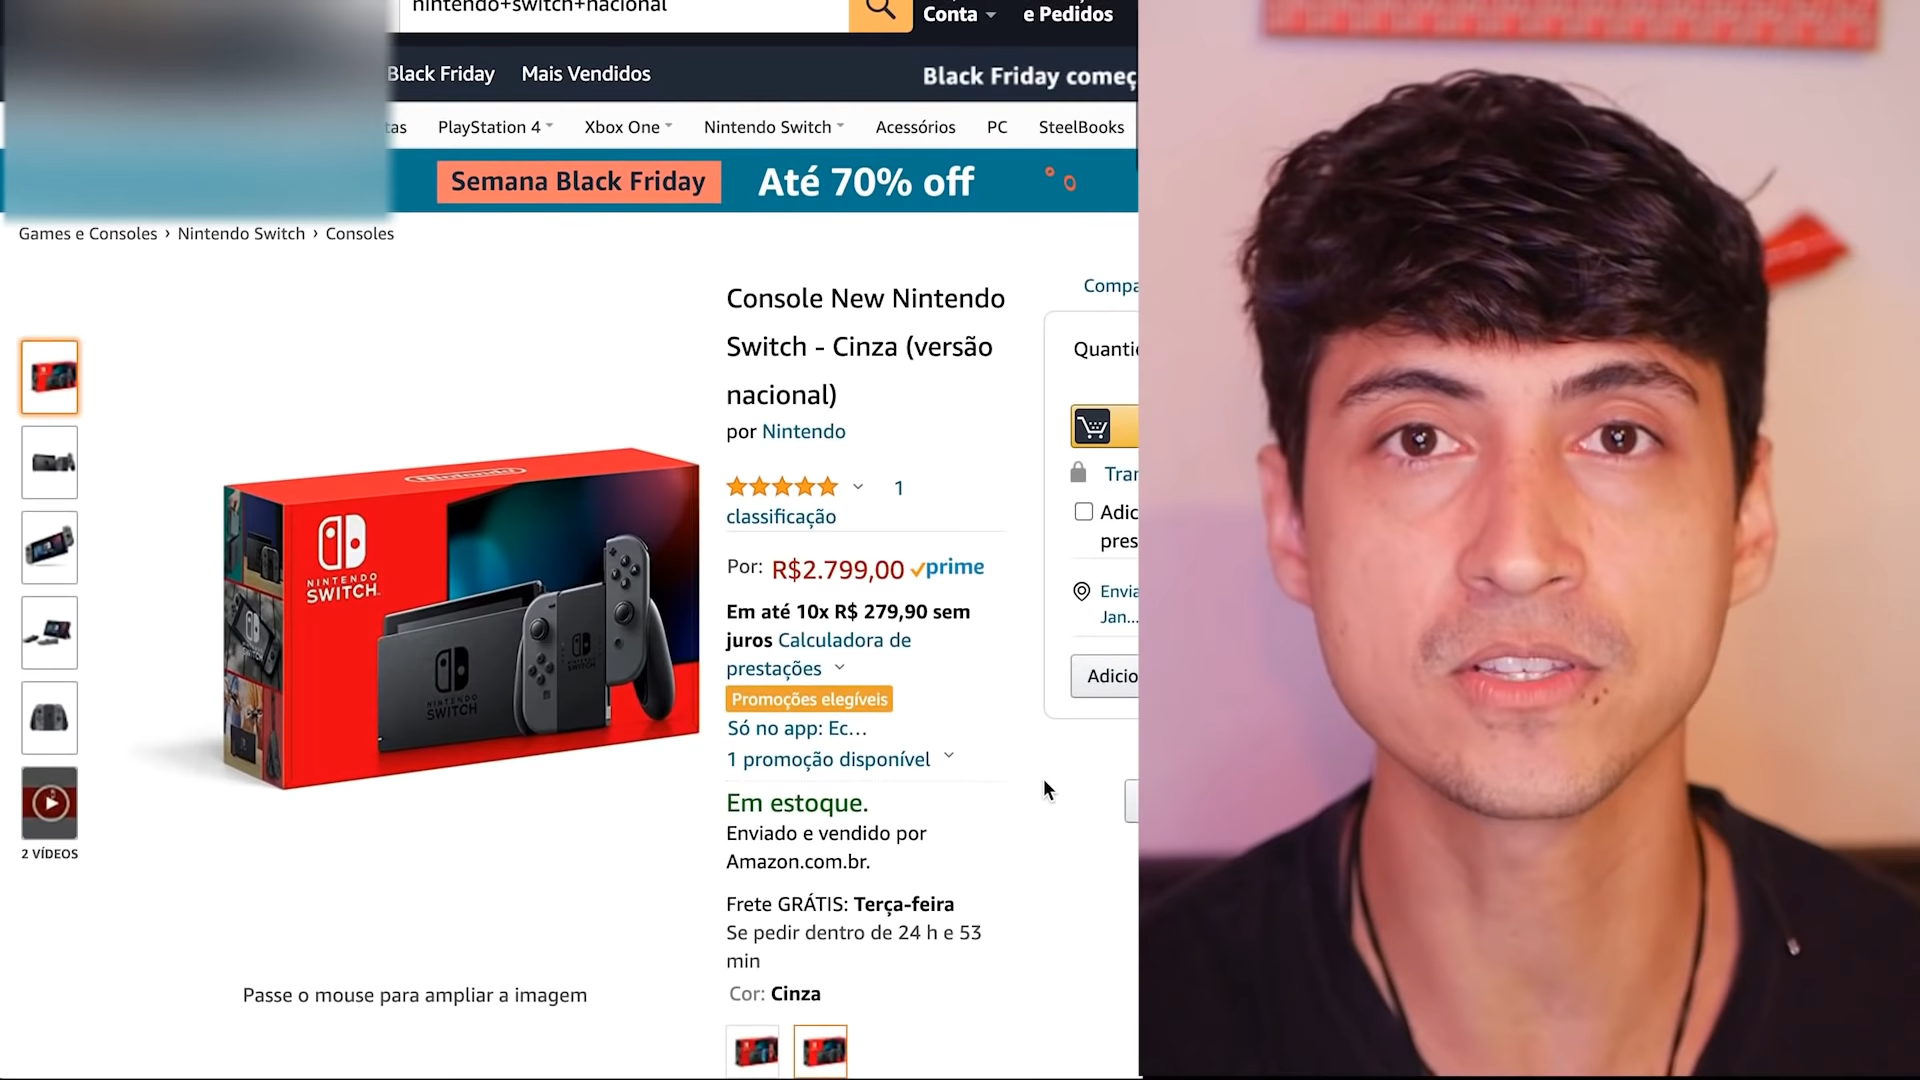 nintendo+switch+nacional
Conta
e Pedidos
Black Friday
Mais Vendidos
Black Friday começ
tas
PlayStation 4
Xbox One
Nintendo Switch
Acessórios
PC
SteelBooks
Semana Black Friday
Até 70% off
Games e Consoles › Nintendo Switch › Consoles
Console New Nintendo
Switch - Cinza (versão
nacional)
por Nintendo
1
classificação
Por: R$2.799,00 prime
Em até 10x R$ 279,90 sem
juros Calculadora de
prestações
Promoções elegíveis
Só no app: Ec…
1 promoção disponível
Em estoque.
Enviado e vendido por
Amazon.com.br.
Frete GRÁTIS: Terça-feira
Se pedir dentro de 24 h e 53
min
Cor: Cinza
Compa
Quanti
Tran
Adic
pres
Envia
Jan...
Adicio
Nintendo
NINTENDO
SWITCH
NINTENDO
SWITCH
2 VÍDEOS
Passe o mouse para ampliar a imagem